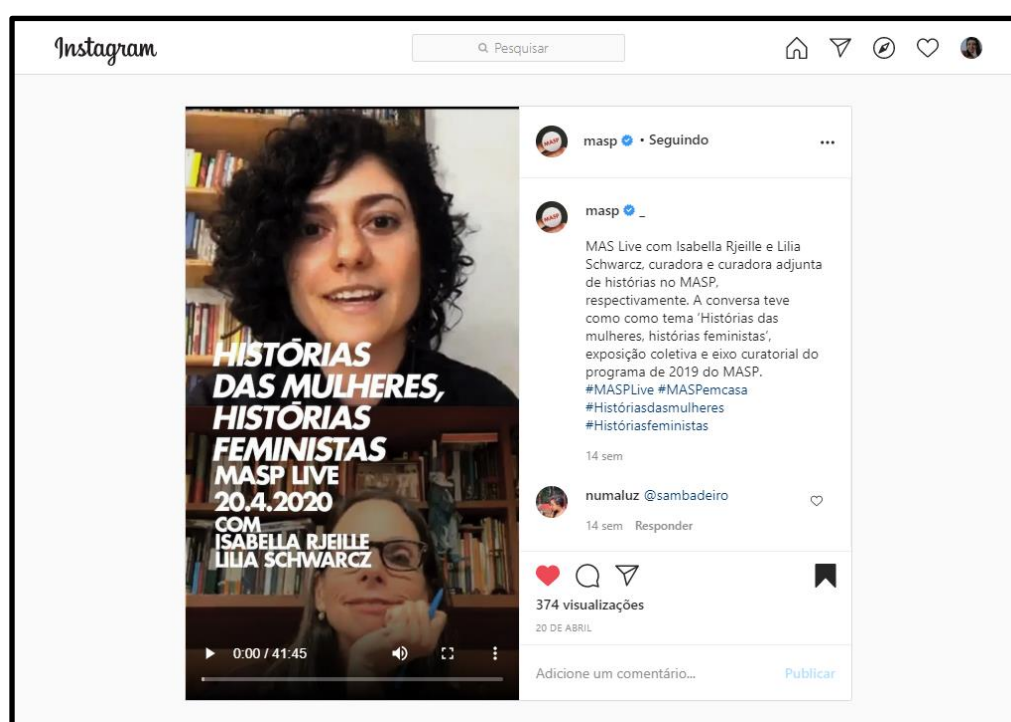 Instagram
Pesquisar
HISTÓRIAS
DAS MULHERES,
HISTÓRIAS
FEMINISTAS
MASP LIVE
20.4.2020
COM
ISABELLA RJEILLE
LILIA SCHWARCZ
0:00 / 41:45
masp • Seguindo
masp _
MAS Live com Isabella Rjeille e Lilia
Schwarcz, curadora e curadora adjunta
de histórias no MASP,
respectivamente. A conversa teve
como como tema 'Histórias das
mulheres, histórias feministas',
exposição coletiva e eixo curatorial do
programa de 2019 do MASP.
#MASPLive #MASPemcasa
#Históriasdasmulheres
#Históriasfeministas
14 sem
numaluz @sambadeiro
14 sem Responder
374 visualizações
20 DE ABRIL
Adicione um comentário... Publicar